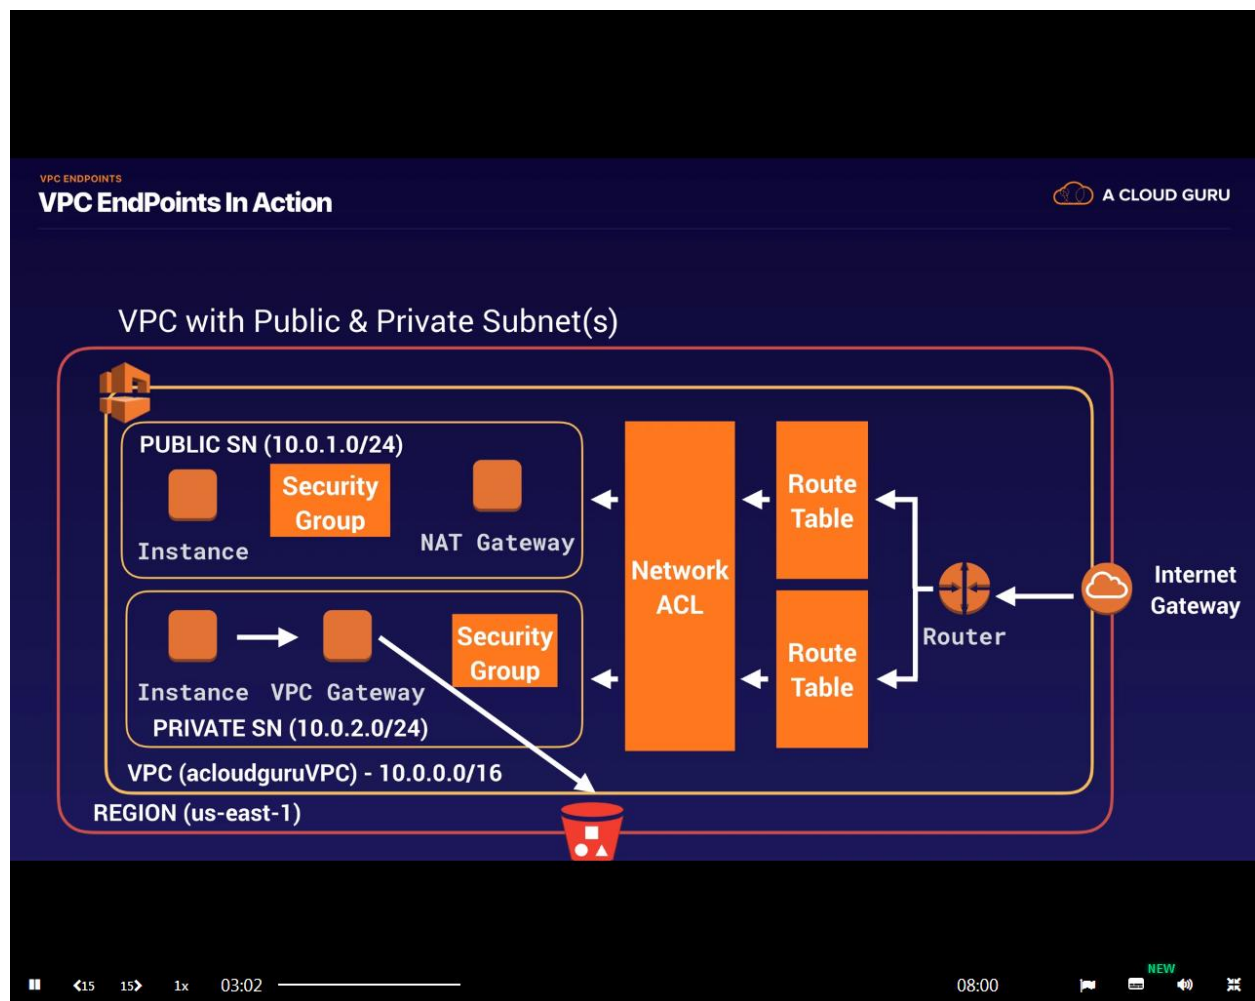 VPC ENDPOINTS
VPC EndPoints In Action
A CLOUD GURU
VPC with Public & Private Subnet(s)
PUBLIC SN (10.0.1.0/24)
Instance
Security
Group
NAT Gateway
Instance
VPC Gateway
Security
Group
PRIVATE SN (10.0.2.0/24)
VPC (acloudguruVPC) - 10.0.0.0/16
REGION (us-east-1)
Network
ACL
Route
Table
Route
Table
Router
Internet
Gateway
15
15
1x
03:02
08:00
NEW